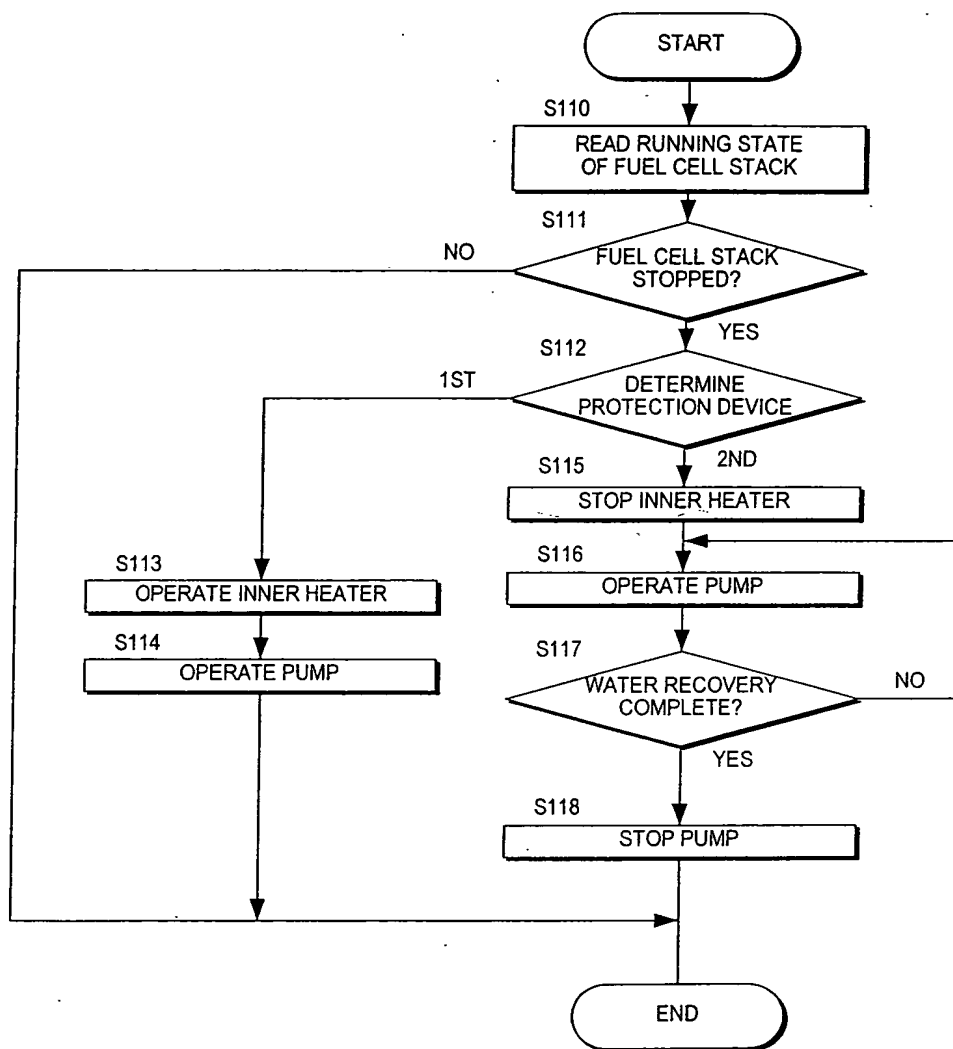 START
S110
READ RUNNING STATE
OF FUEL CELL STACK
S111
NO
FUEL CELL STACK
STOPPED?
YES
S112
1ST
DETERMINE
PROTECTION DEVICE
2ND
S115
STOP INNER HEATER
S113
S116
OPERATE INNER HEATER
OPERATE PUMP
S114
S117
OPERATE PUMP
WATER RECOVERY
COMPLETE?
NO
YES
S118
STOP PUMP
END